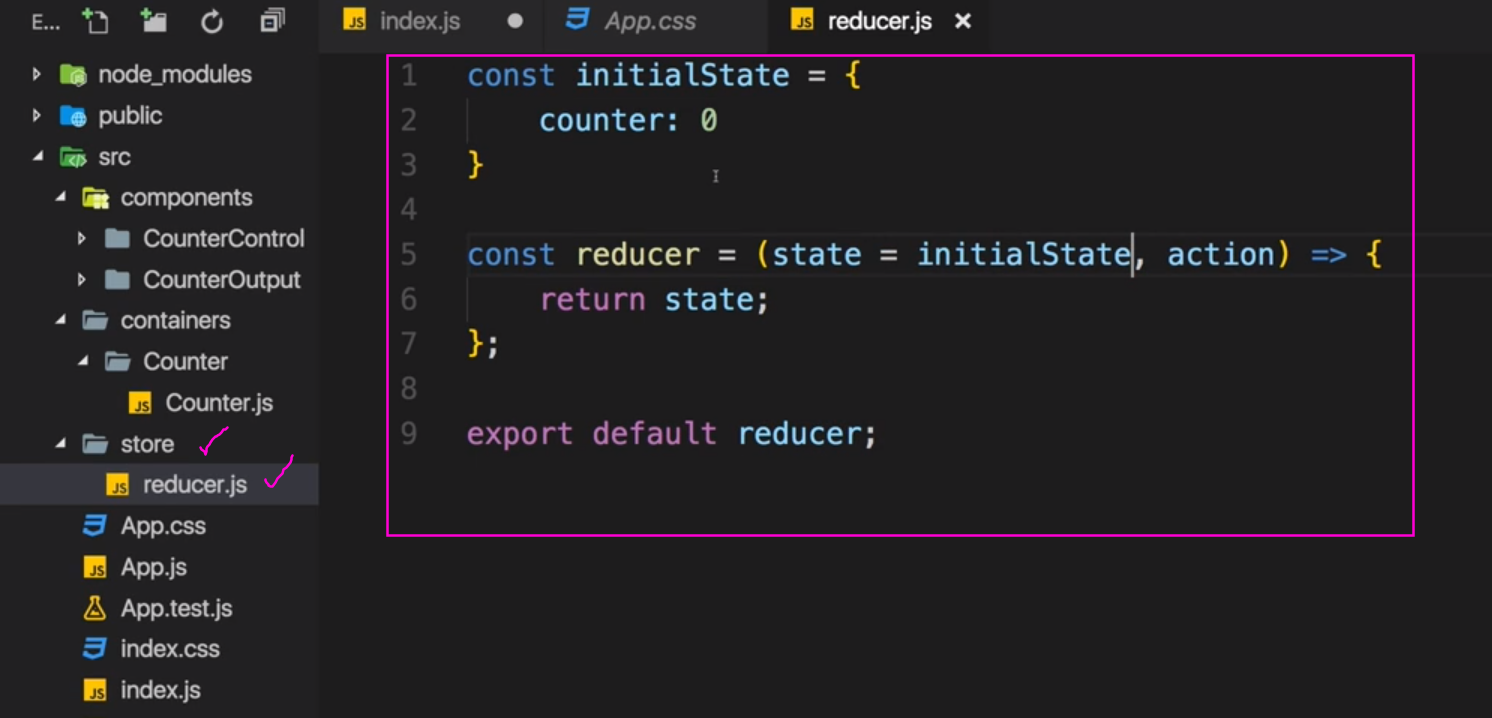 E...
index.js
App.css
reducer.js
node_modules
public
src
components
CounterControl
CounterOutput
containers
Counter
Counter.js
store
reducer.js
App.css
App.js
App.test.js
index.css
index.js
1 const initialState = {
2     counter: 0
3 }
4
5 const reducer = (state = initialState, action) => {
6     return state;
7 };
8
9 export default reducer;